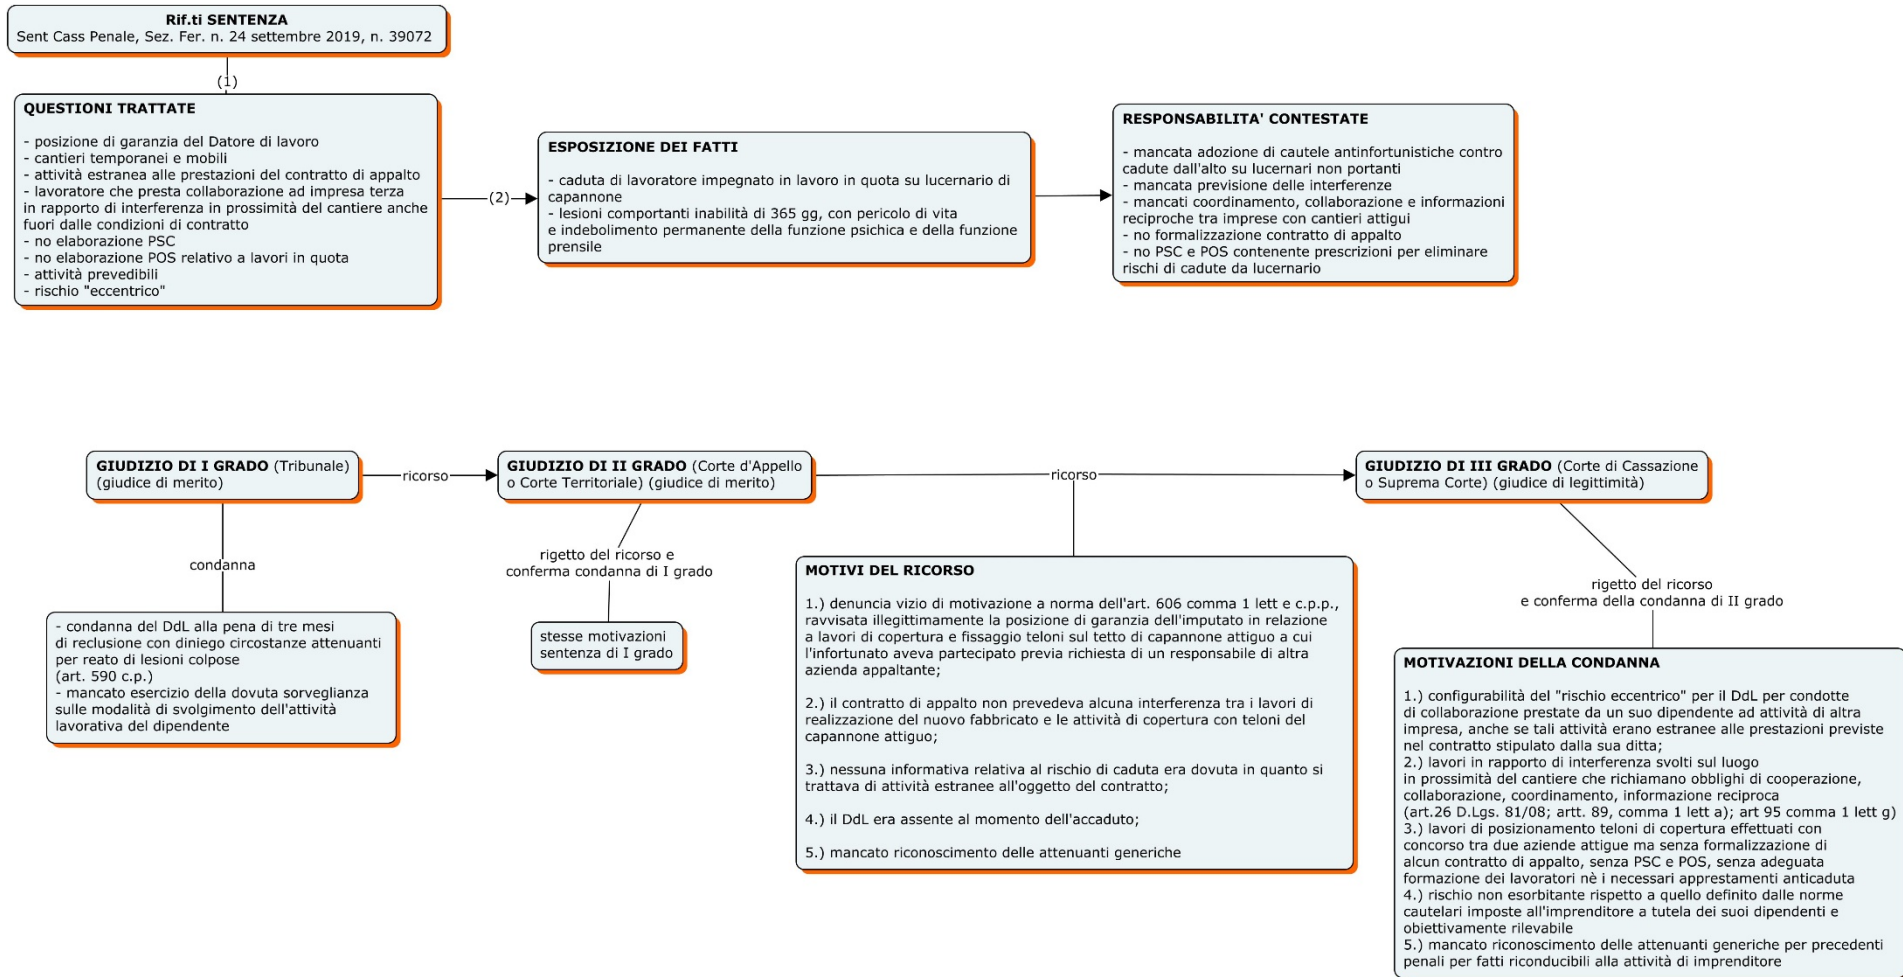 Rif.ti SENTENZA
Sent Cass Penale, Sez. Fer. n. 24 settembre 2019, n. 39072
(1)
QUESTIONI TRATTATE
- posizione di garanzia del Datore di lavoro
- cantieri temporanei e mobili
- attività estranea alle prestazioni del contratto di appalto
- lavoratore che presta collaborazione ad impresa terza
in rapporto di interferenza in prossimità del cantiere anche
fuori dalle condizioni di contratto
- no elaborazione PSC
- no elaborazione POS relativo a lavori in quota
- attività prevedibili
- rischio "eccentrico"
(2)
ESPOSIZIONE DEI FATTI
- caduta di lavoratore impegnato in lavoro in quota su lucernario di
capannone
- lesioni comportanti inabilità di 365 gg, con pericolo di vita
e indebolimento permanente della funzione psichica e della funzione
prensile
RESPONSABILITA' CONTESTATE
- mancata adozione di cautele antinfortunistiche contro
cadute dall'alto su lucernari non portanti
- mancata previsione delle interferenze
- mancati coordinamento, collaborazione e informazioni
reciproche tra imprese con cantieri attigui
- no formalizzazione contratto di appalto
- no PSC e POS contenente prescrizioni per eliminare
rischi di cadute da lucernario
GIUDIZIO DI I GRADO (Tribunale)
(giudice di merito)
ricorso
GIUDIZIO DI II GRADO (Corte d'Appello
o Corte Territoriale) (giudice di merito)
ricorso
GIUDIZIO DI III GRADO (Corte di Cassazione
o Suprema Corte) (giudice di legittimità)
condanna
- condanna del DdL alla pena di tre mesi
di reclusione con diniego circostanze attenuanti
per reato di lesioni colpose
(art. 590 c.p.)
- mancato esercizio della dovuta sorveglianza
sulle modalità di svolgimento dell'attività
lavorativa del dipendente
rigetto del ricorso e
conferma condanna di I grado
stesse motivazioni
sentenza di I grado
MOTIVI DEL RICORSO
1.) denuncia vizio di motivazione a norma dell'art. 606 comma 1 lett e c.p.p.,
ravvisata illegittimamente la posizione di garanzia dell'imputato in relazione
a lavori di copertura e fissaggio teloni sul tetto di capannone attiguo a cui
l'infortunato aveva partecipato previa richiesta di un responsabile di altra
azienda appaltante;
2.) il contratto di appalto non prevedeva alcuna interferenza tra i lavori di
realizzazione del nuovo fabbricato e le attività di copertura con teloni del
capannone attiguo;
3.) nessuna informativa relativa al rischio di caduta era dovuta in quanto si
trattava di attività estranee all'oggetto del contratto;
4.) il DdL era assente al momento dell'accaduto;
5.) mancato riconoscimento delle attenuanti generiche
rigetto del ricorso
e conferma della condanna di II grado
MOTIVAZIONI DELLA CONDANNA
1.) configurabilità del "rischio eccentrico" per il DdL per condotte
di collaborazione prestate da un suo dipendente ad attività di altra
impresa, anche se tali attività erano estranee alle prestazioni previste
nel contratto stipulato dalla sua ditta;
2.) lavori in rapporto di interferenza svolti sul luogo
in prossimità del cantiere che richiamano obblighi di cooperazione,
collaborazione, coordinamento, informazione reciproca
(art.26 D.Lgs. 81/08; artt. 89, comma 1 lett a); art 95 comma 1 lett g)
3.) lavori di posizionamento teloni di copertura effettuati con
concorso tra due aziende attigue ma senza formalizzazione di
alcun contratto di appalto, senza PSC e POS, senza adeguata
formazione dei lavoratori nè i necessari apprestamenti anticaduta
4.) rischio non esorbitante rispetto a quello definito dalle norme
cautelari imposte all'imprenditore a tutela dei suoi dipendenti e
obiettivamente rilevabile
5.) mancato riconoscimento delle attenuanti generiche per precedenti
penali per fatti riconducibili alla attività di imprenditore